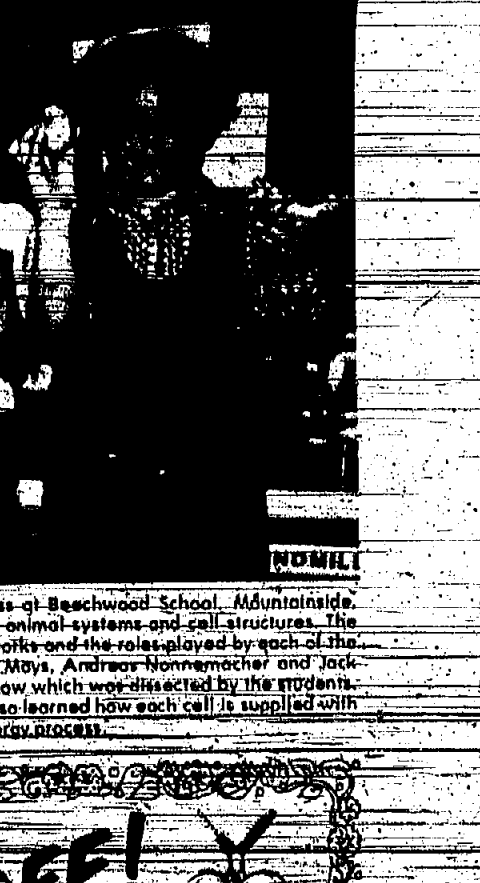 NOMILI
ss at Beechwood School, Mountainside,
animal systems and cell structures. The
orks and the roles played by each of the
Mays, Andreas Nonnemacher and Jack-
ow which was dissected by the students.
so learned how each cell is supplied with
ergy process.